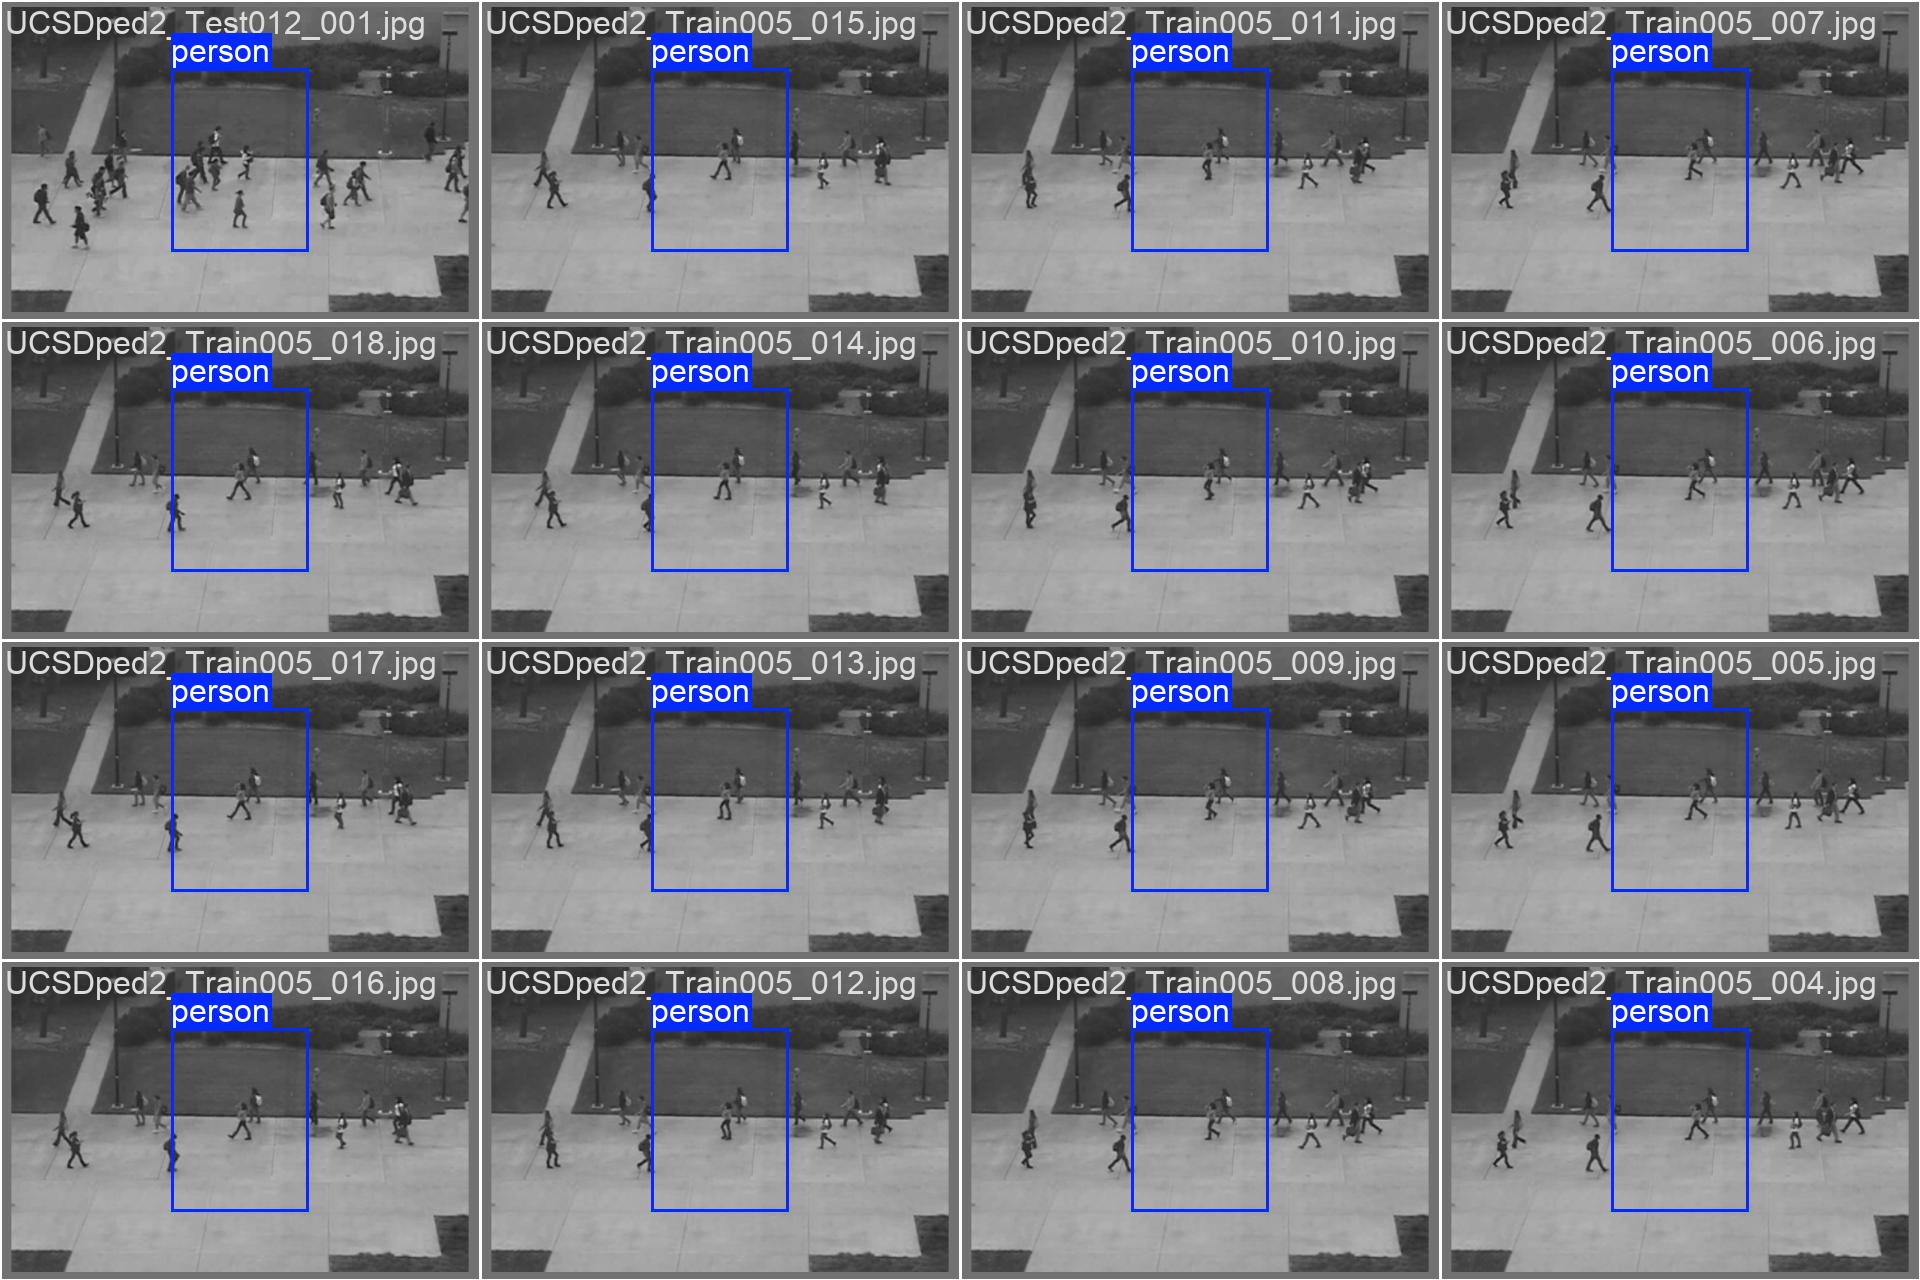 UCSDped2_Test012_001.jpg
person
UCSDped2_Train005_015.jpg
person
UCSDped2_Train005_011.jpg
person
UCSDped2_Train005_007.jpg
person
UCSDped2_Train005_018.jpg
person
UCSDped2_Train005_014.jpg
person
UCSDped2_Train005_010.jpg
person
UCSDped2_Train005_006.jpg
person
UCSDped2_Train005_017.jpg
person
UCSDped2_Train005_013.jpg
person
UCSDped2_Train005_009.jpg
person
UCSDped2_Train005_005.jpg
person
UCSDped2_Train005_016.jpg
person
UCSDped2_Train005_012.jpg
person
UCSDped2_Train005_008.jpg
person
UCSDped2_Train005_004.jpg
person